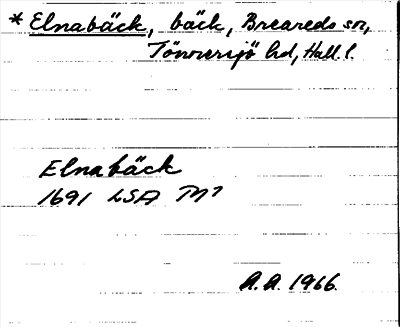 * Elnabäck, bäck, Breareds sn,
Tönnersjö hd, Hall. l.
Elnabäck
1691 LSA M7
A.A. 1966.